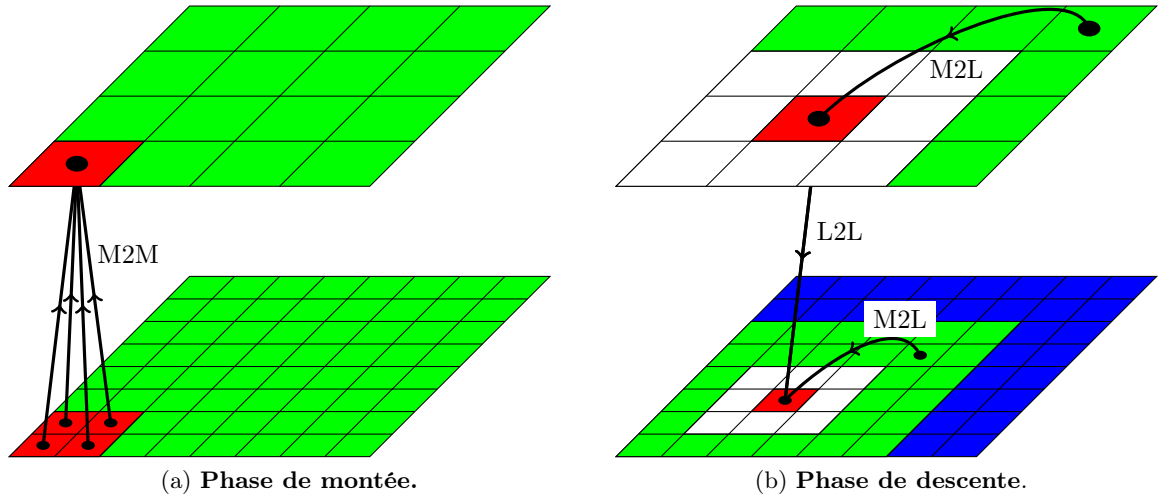 M2L
M2M
L2L
M2L
(a) Phase de montée.
(b) Phase de descente.